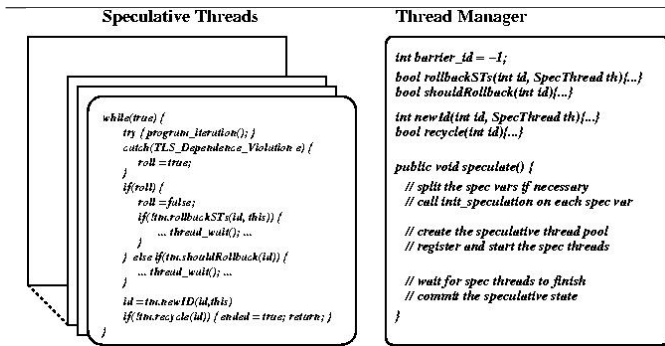 Speculative Threads
while(true) {
try { program_iteration(); }
catch(TLS_Dependence_Violation e) {
roll = true;
}
if(roll) {
roll = false;
if(!tm.rollbackSTs(id, this)) {
... thread_wait(); ...
}
} else if(tm.shouldRollback(id)) {
... thread_wait(); ...
}
id = tm.newID(id,this)
if(!tm.recycle(id)) { ended = true; return; }
}
Thread Manager
int barrier_id = -1;
bool rollbackSTs(int id, SpecThread th){...}
bool shouldRollback(int id){...}
int newId(int id, SpecThread th){...}
bool recycle(int id){...}
public void speculate() {
// split the spec vars if necessary
// call init_speculation on each spec var
// create the speculative thread pool
// register and start the spec threads
// wait for spec threads to finish
// commit the speculative state
}